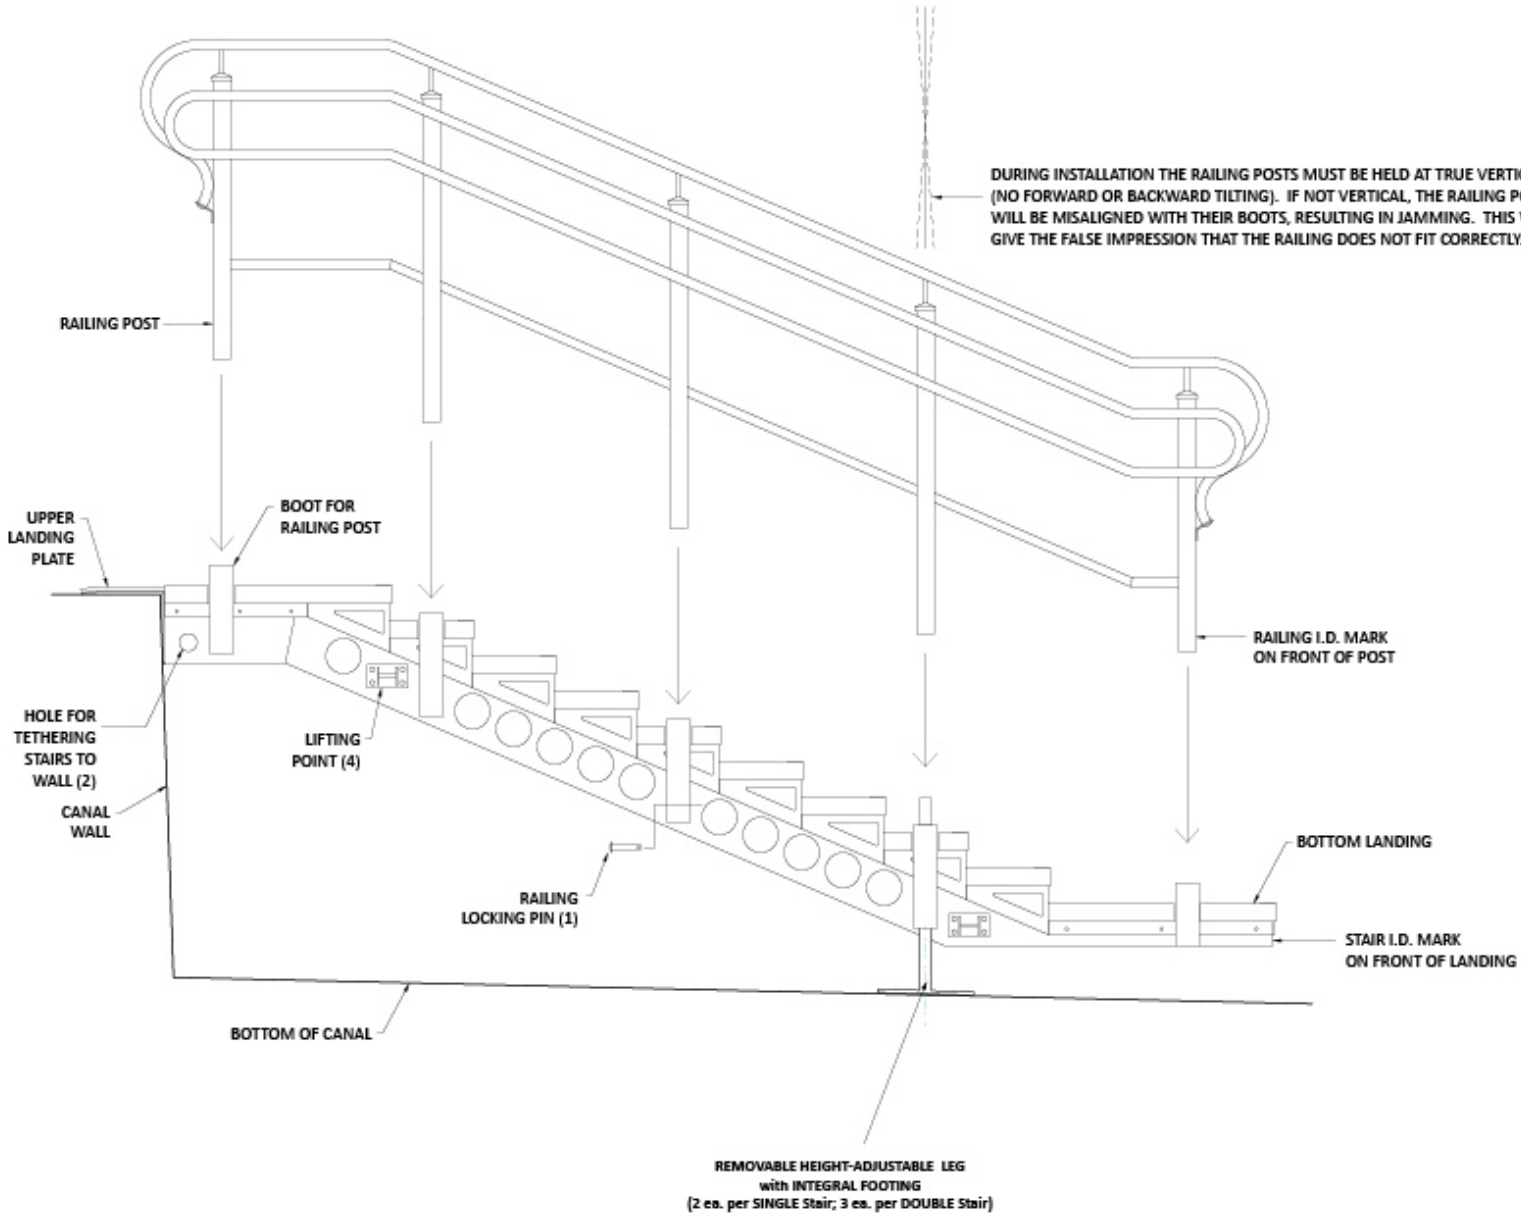 DURING INSTALLATION THE RAILING POSTS MUST BE HELD AT TRUE
(NO FORWARD OR BACKWARD TILTING). IF NOT VERTICAL, THE RAILING
WILL BE MISALIGNED WITH THEIR BOOTS, RESULTING IN JAMMING. THIS
GIVE THE FALSE IMPRESSION THAT THE RAILING DOES NOT FIT CORRECTLY
RAILING POST
BOOT FOR
RAILING POST
UPPER
LANDING
PLATE
RAILING I.D. MARK
ON FRONT OF POST
HOLE FOR
TETHERING
STAIRS TO
WALL (2)
LIFTING
POINT (4)
CANAL
WALL
BOTTOM LANDING
RAILING
LOCKING PIN (1)
STAIR I.D. MARK
ON FRONT OF LANDING
BOTTOM OF CANAL
REMOVABLE HEIGHT-ADJUSTABLE LEG
with INTEGRAL FOOTING
(2 ea. per SINGLE Stair; 3 ea. per DOUBLE Stair)